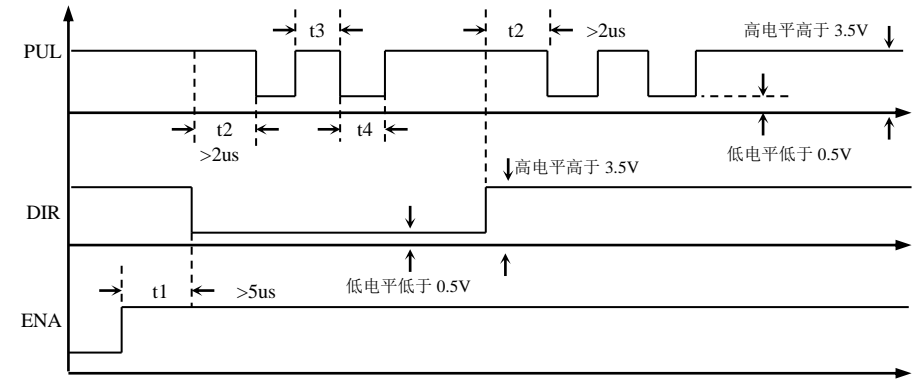 t3
t2
>2us
高电平高于 3.5V
PUL
t2
t4
>2us
低电平低于 0.5V
高电平高于 3.5V
DIR
t1
>5us
低电平低于 0.5V
ENA